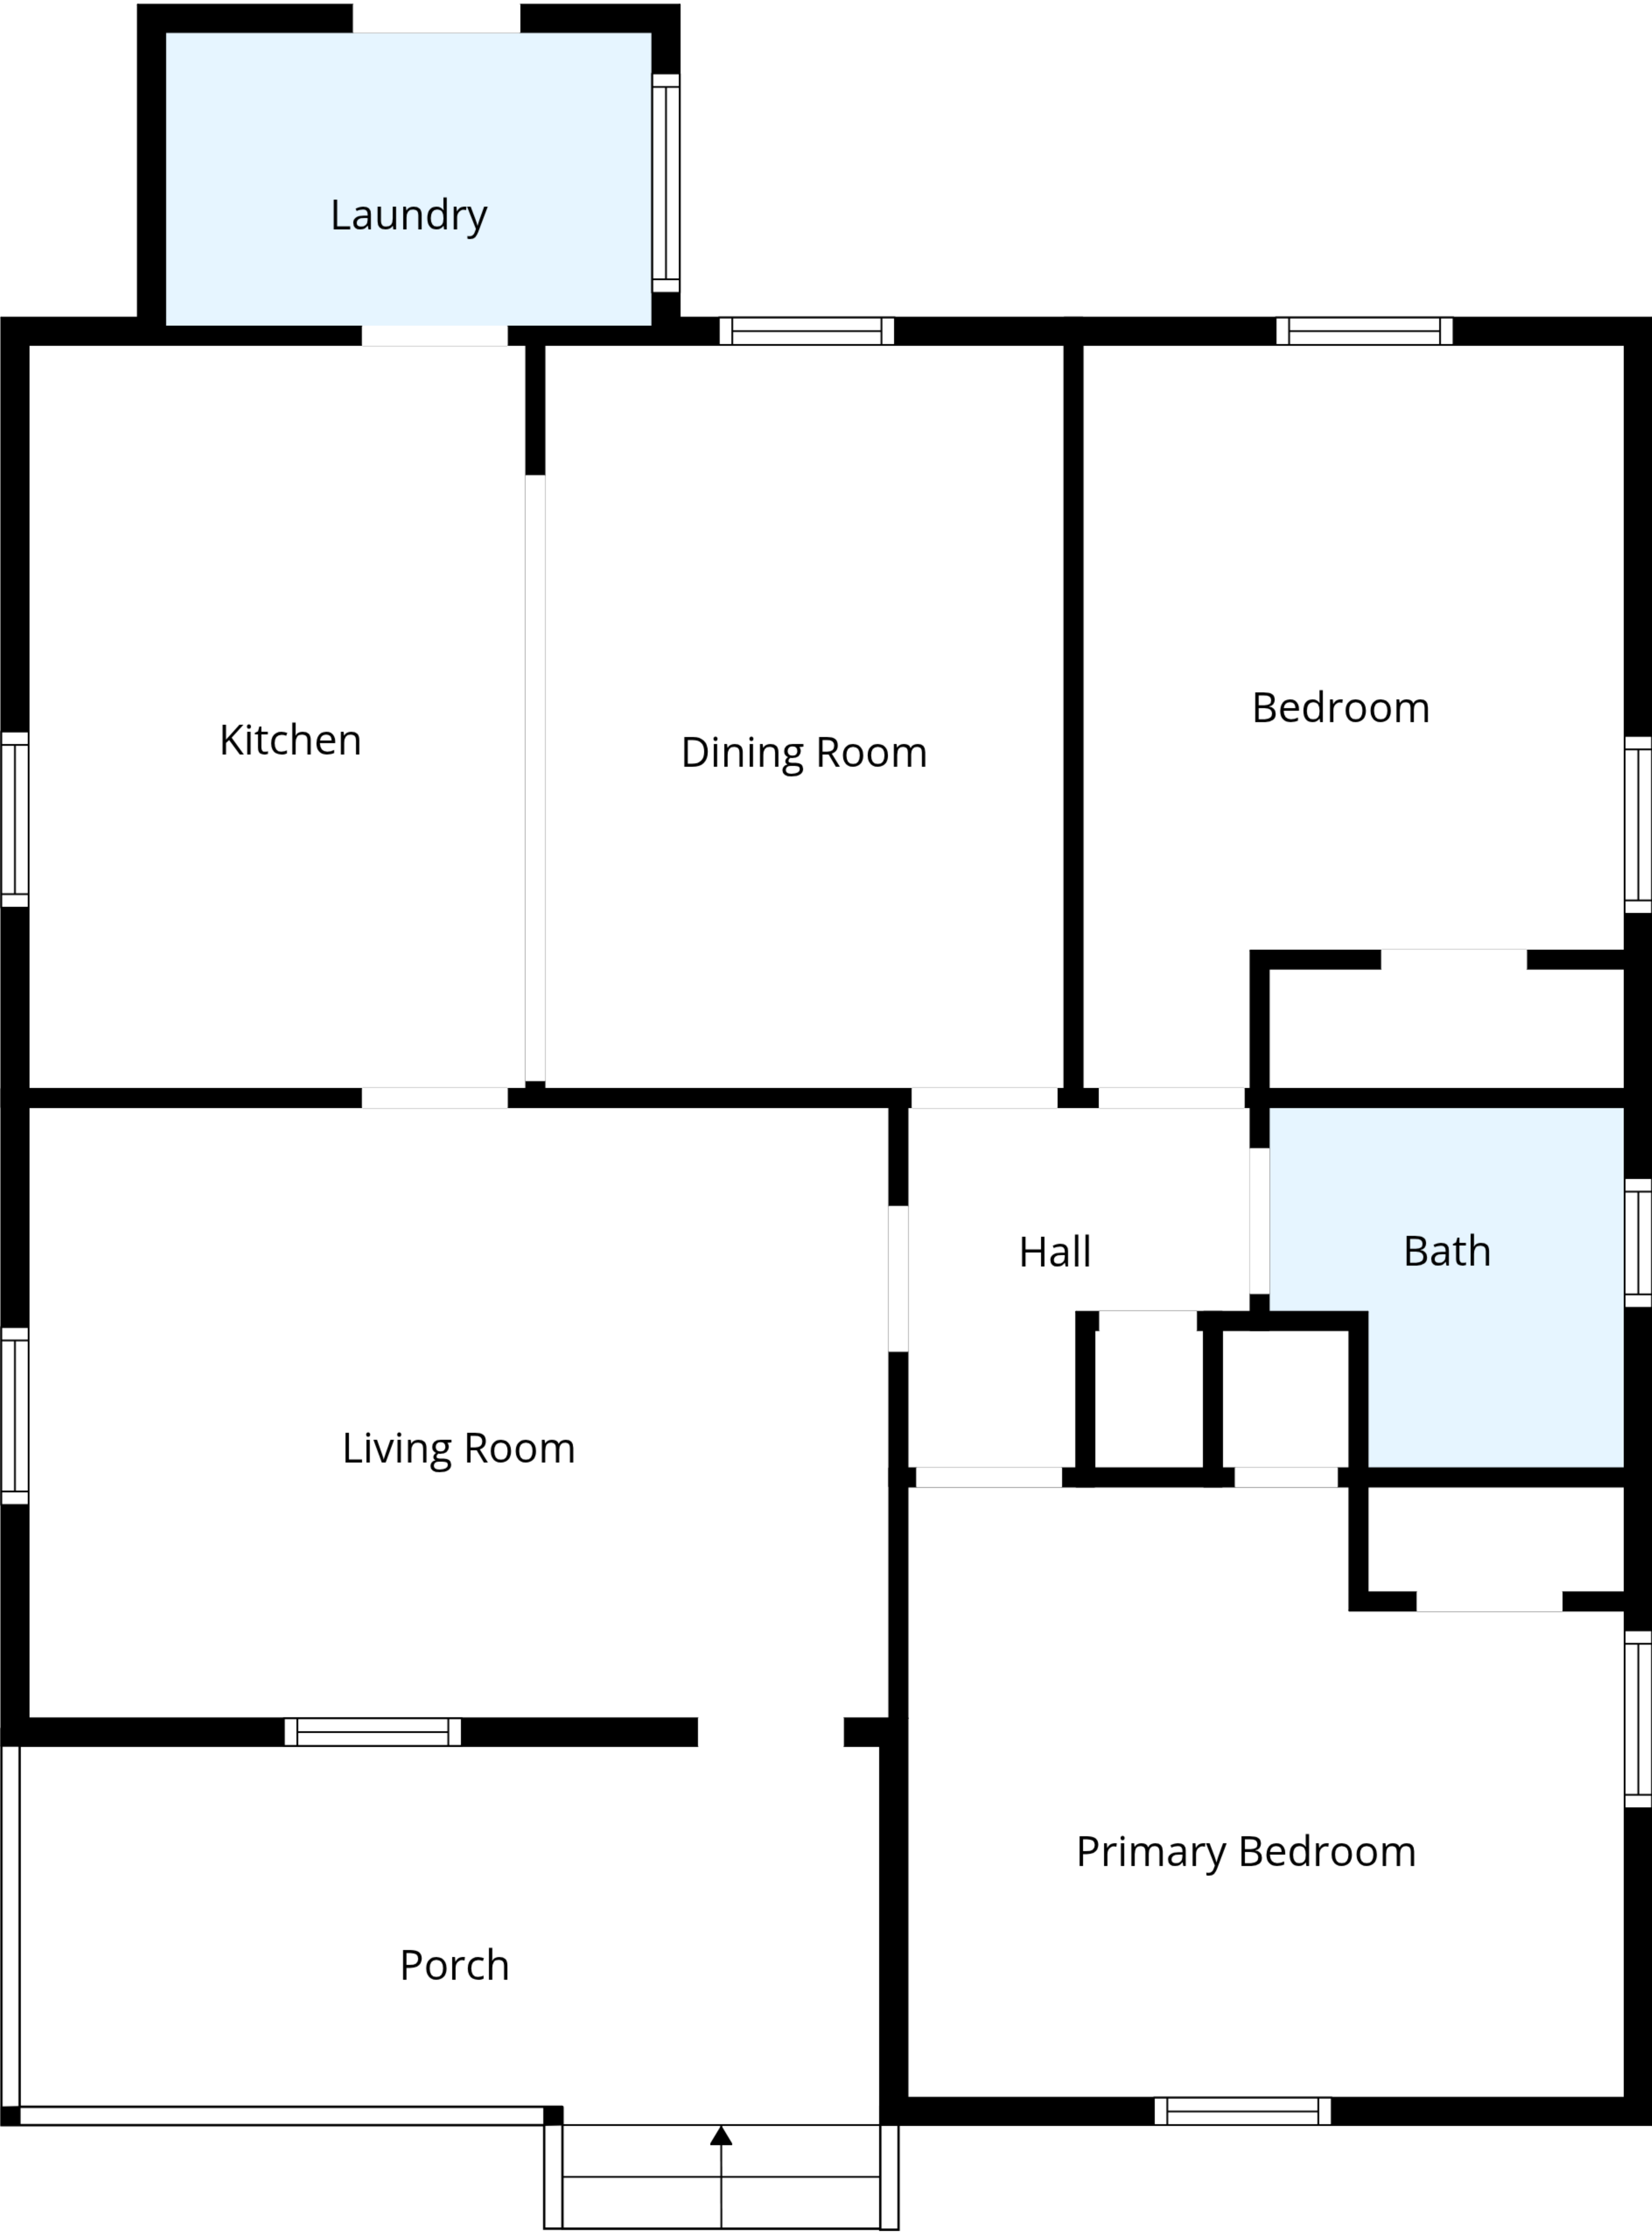 Laundry
Kitchen
Dining Room
Bedroom
Hall
Bath
Living Room
Primary Bedroom
Porch